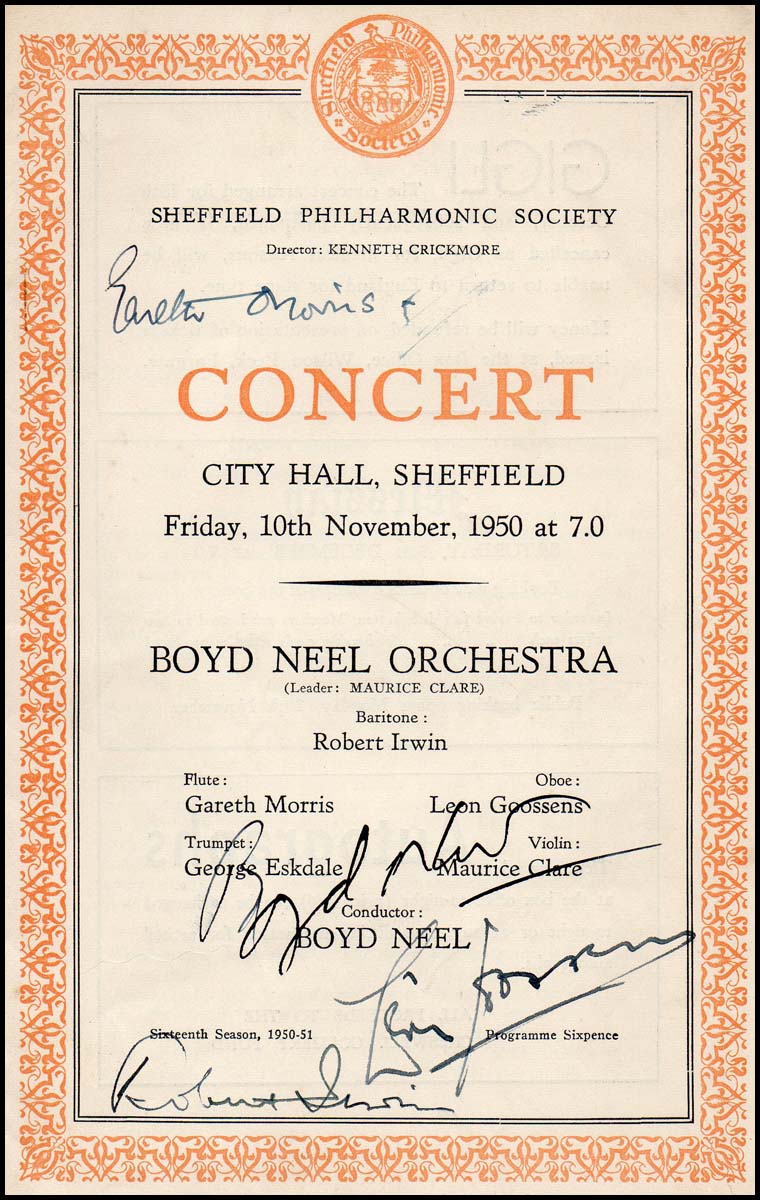 Sheffield Philharmonic Society
SHEFFIELD PHILHARMONIC SOCIETY
Director: KENNETH CRICKMORE
Gareth Morris
CONCERT
CITY HALL, SHEFFIELD
Friday, 10th November, 1950 at 7.0
BOYD NEEL ORCHESTRA
(Leader: MAURICE CLARE)
Baritone:
Robert Irwin
Flute: Oboe:
Gareth Morris Leon Goossens
Trumpet: Violin:
George Eskdale Maurice Clare
Boyd Neel
Conductor:
BOYD NEEL
Léon Goossens
Sixteenth Season, 1950-51 Programme Sixpence
Robert Irwin